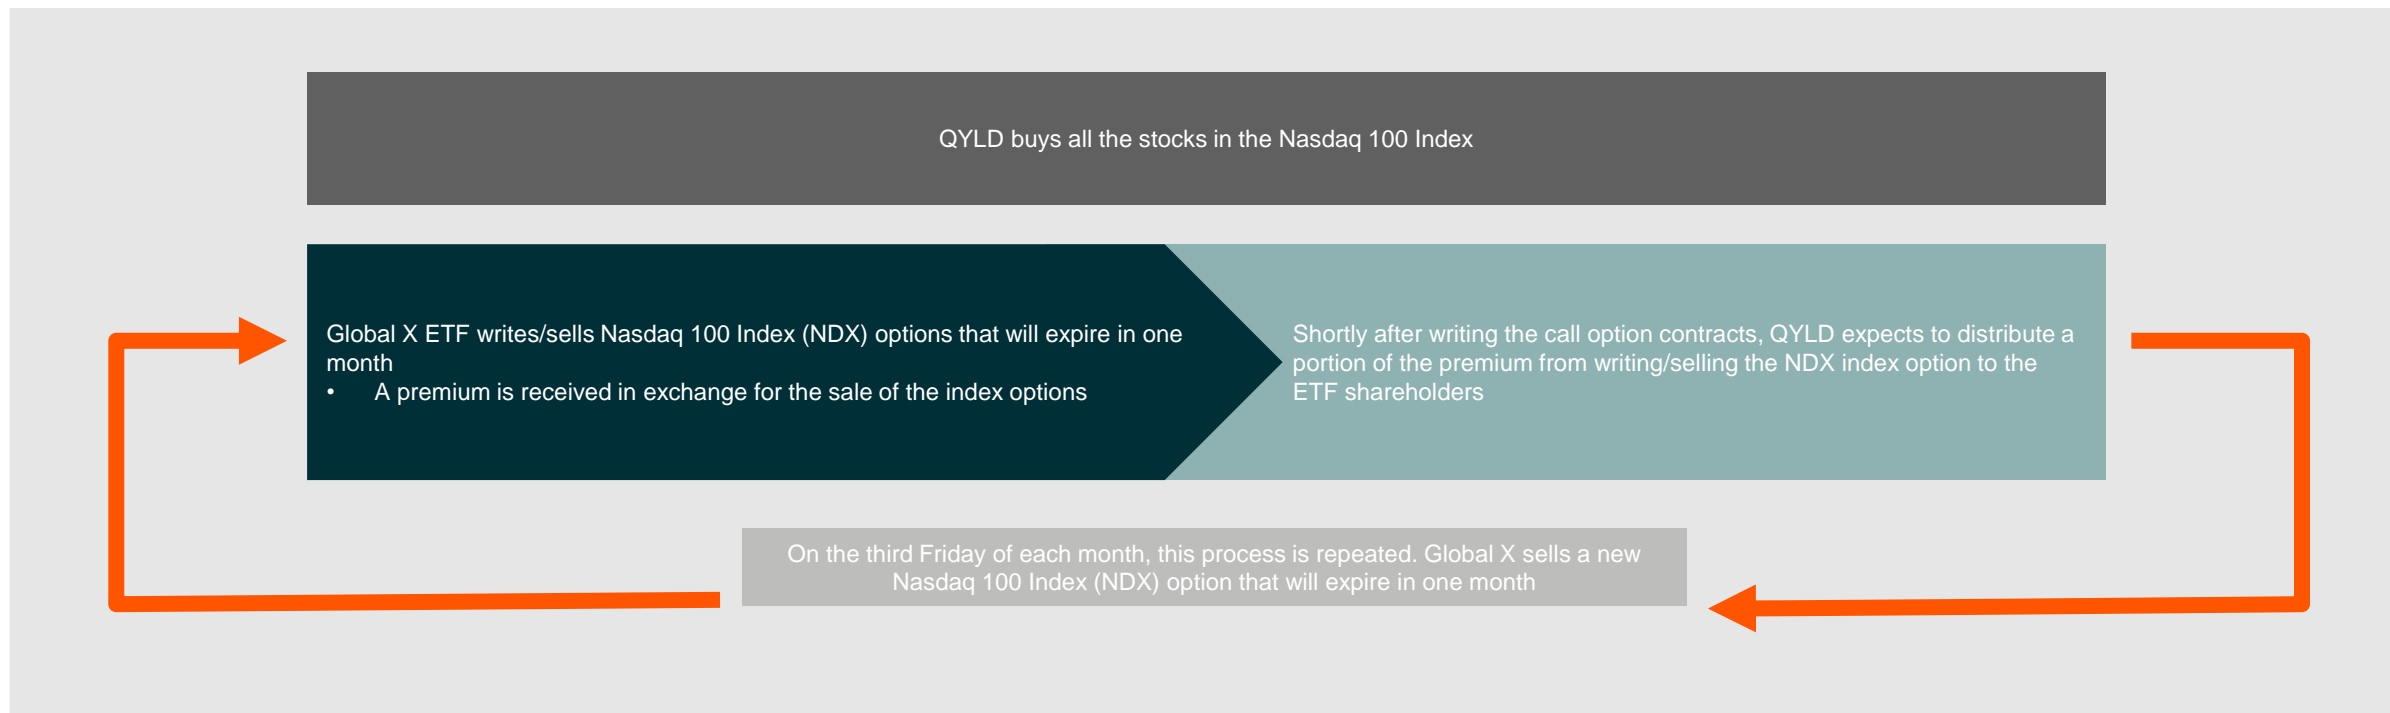 QYLD buys all the stocks in the Nasdaq 100 Index
Global X ETF writes/sells Nasdaq 100 Index (NDX) options that will expire in one
month
• A premium is received in exchange for the sale of the index options
Shortly after writing the call option contracts, QYLD expects to distribute a
portion of the premium from writing/selling the NDX index option to the
ETF shareholders
On the third Friday of each month, this process is repeated. Global X sells a new
Nasdaq 100 Index (NDX) option that will expire in one month